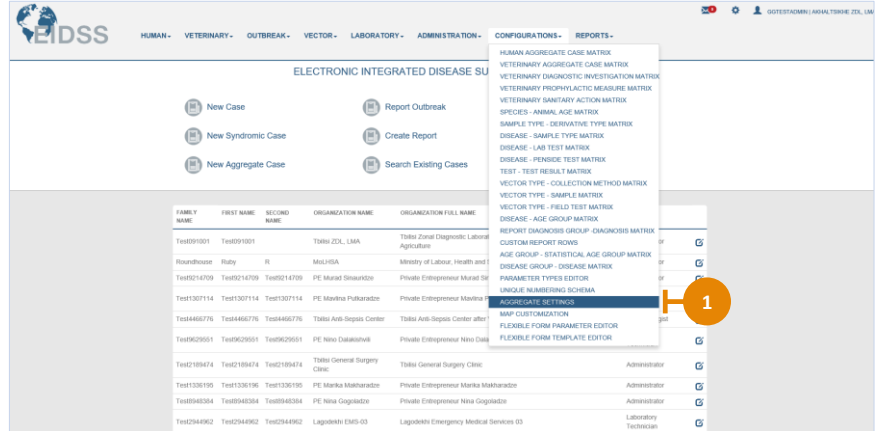 EIDSS
HUMAN VETERINARY OUTBREAK VECTOR LABORATORY ADMINISTRATION CONFIGURATIONS REPORTS
GGTESTADMIN | AKHALTSIKHE ZDL, LMA
ELECTRONIC INTEGRATED DISEASE SU
New Case Report Outbreak
New Syndromic Case Create Report
New Aggregate Case Search Existing Cases
HUMAN AGGREGATE CASE MATRIX
VETERINARY AGGREGATE CASE MATRIX
VETERINARY DIAGNOSTIC INVESTIGATION MATRIX
VETERINARY PROPHYLACTIC MEASURE MATRIX
VETERINARY SANITARY ACTION MATRIX
SPECIES - ANIMAL AGE MATRIX
SAMPLE TYPE - DERIVATIVE TYPE MATRIX
DISEASE - SAMPLE TYPE MATRIX
DISEASE - LAB TEST MATRIX
DISEASE - PENSIDE TEST MATRIX
TEST - TEST RESULT MATRIX
VECTOR TYPE - COLLECTION METHOD MATRIX
VECTOR TYPE - SAMPLE MATRIX
VECTOR TYPE - FIELD TEST MATRIX
DISEASE - AGE GROUP MATRIX
REPORT DIAGNOSIS GROUP -DIAGNOSIS MATRIX
CUSTOM REPORT ROWS
AGE GROUP - STATISTICAL AGE GROUP MATRIX
DISEASE GROUP - DISEASE MATRIX
PARAMETER TYPES EDITOR
UNIQUE NUMBERING SCHEMA
AGGREGATE SETTINGS
MAP CUSTOMIZATION
FLEXIBLE FORM PARAMETER EDITOR
FLEXIBLE FORM TEMPLATE EDITOR
1
FAMILY NAME FIRST NAME SECOND NAME ORGANIZATION NAME ORGANIZATION FULL NAME
Test091001 Test091001 Tbilisi ZDL, LMA Tbilisi Zonal Diagnostic Laborat
Agriculture
Roundhouse Ruby R MoLHSA Ministry of Labour, Health and
Test9214709 Test9214709 Test9214709 PE Murad Sinauridze Private Entrepreneur Murad Sin
Test1307114 Test1307114 Test1307114 PE Mavlina Putkaradze Private Entrepreneur Mavlina P
Test4466776 Test4466776 Test4466776 Tbilisi Anti-Sepsis Center Tbilisi Anti-Sepsis Center after
Test9629551 Test9629551 Test9629551 PE Nino Dalakishvili Private Entrepreneur Nino Dala
Test2189474 Test2189474 Test2189474 Tbilisi General Surgery Clinic Tbilisi General Surgery Clinic Administrator
Test1336195 Test1336196 Test1336195 PE Marika Makharadze Private Entrepreneur Marika Makharadze Administrator
Test8948384 Test8948384 Test8948384 PE Nina Gogoladze Private Entrepreneur Nina Gogoladze Administrator
Test2944962 Test2944962 Test2944962 Lagodekhi EMS-03 Lagodekhi Emergency Medical Services 03 Laboratory Technician